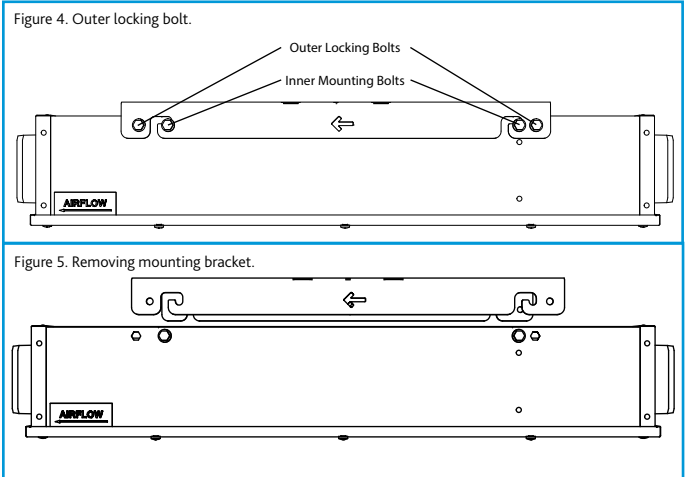 Figure 4. Outer locking bolt.
Outer Locking Bolts
Inner Mounting Bolts
AIRFLOW
Figure 5. Removing mounting bracket.
AIRFLOW